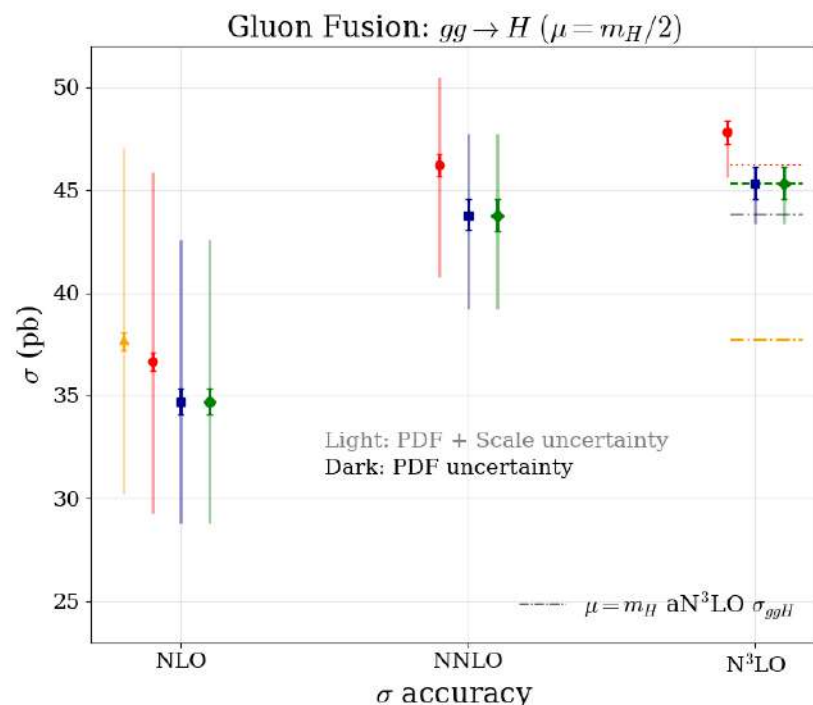 Gluon Fusion: gg → H (μ = m_H/2)
50
45
40
35
30
25
σ (pb)
Light: PDF + Scale uncertainty
Dark: PDF uncertainty
μ = m_H aN³LO σ_ggH
NLO NNLO N³LO
σ accuracy